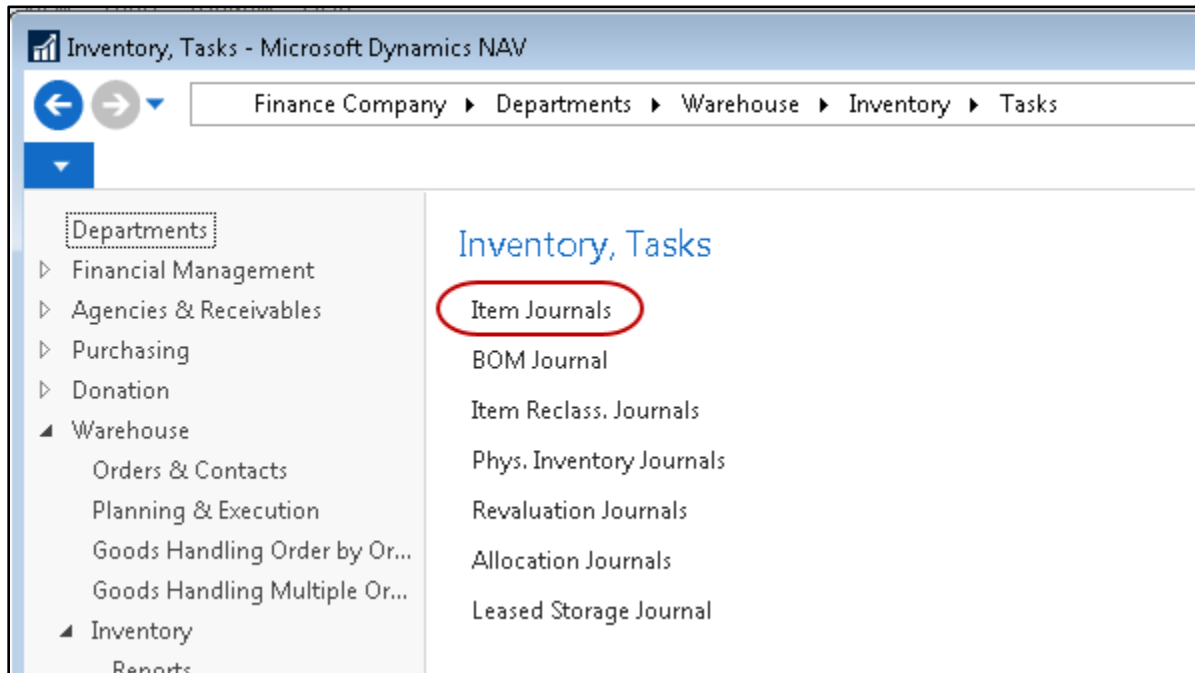 Inventory, Tasks - Microsoft Dynamics NAV
Finance Company ▸ Departments ▸ Warehouse ▸ Inventory ▸ Tasks
Departments
Financial Management
Agencies & Receivables
Purchasing
Donation
Warehouse
Orders & Contacts
Planning & Execution
Goods Handling Order by Or...
Goods Handling Multiple Or...
Inventory
Reports
Inventory, Tasks
Item Journals
BOM Journal
Item Reclass. Journals
Phys. Inventory Journals
Revaluation Journals
Allocation Journals
Leased Storage Journal